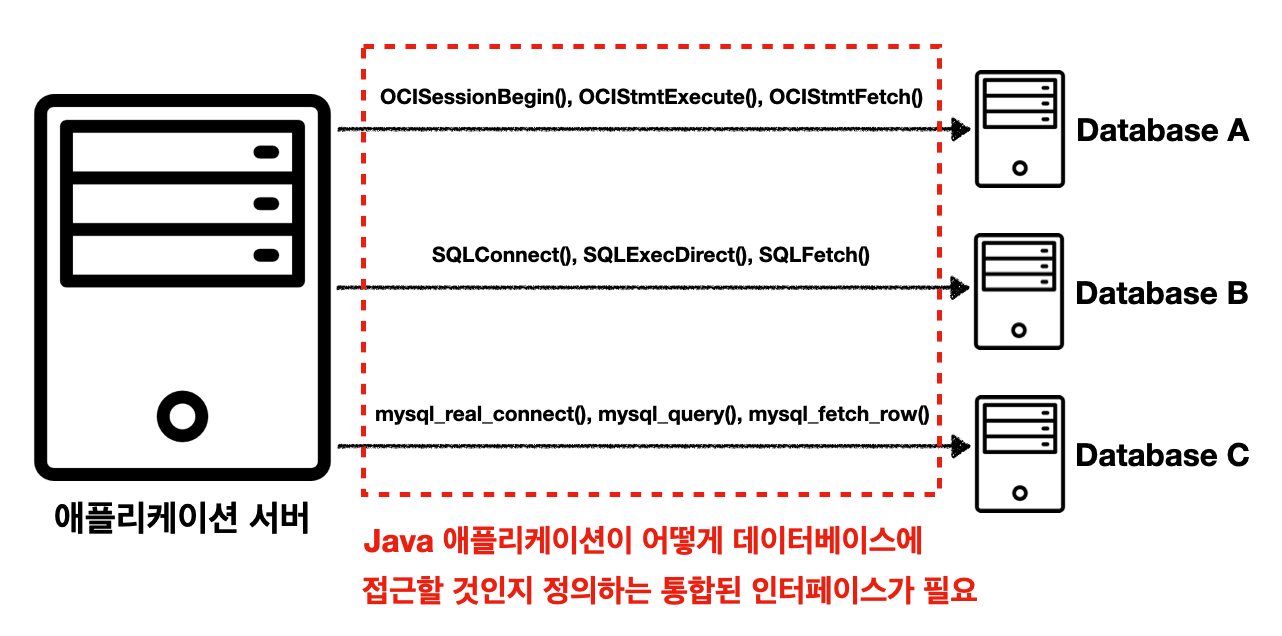 OCISessionBegin(), OCIStmtExecute(), OCIStmtFetch()
Database A
SQLConnect(), SQLExecDirect(), SQLFetch()
Database B
mysql_real_connect(), mysql_query(), mysql_fetch_row()
Database C
애플리케이션 서버
Java 애플리케이션이 어떻게 데이터베이스에
접근할 것인지 정의하는 통합된 인터페이스가 필요